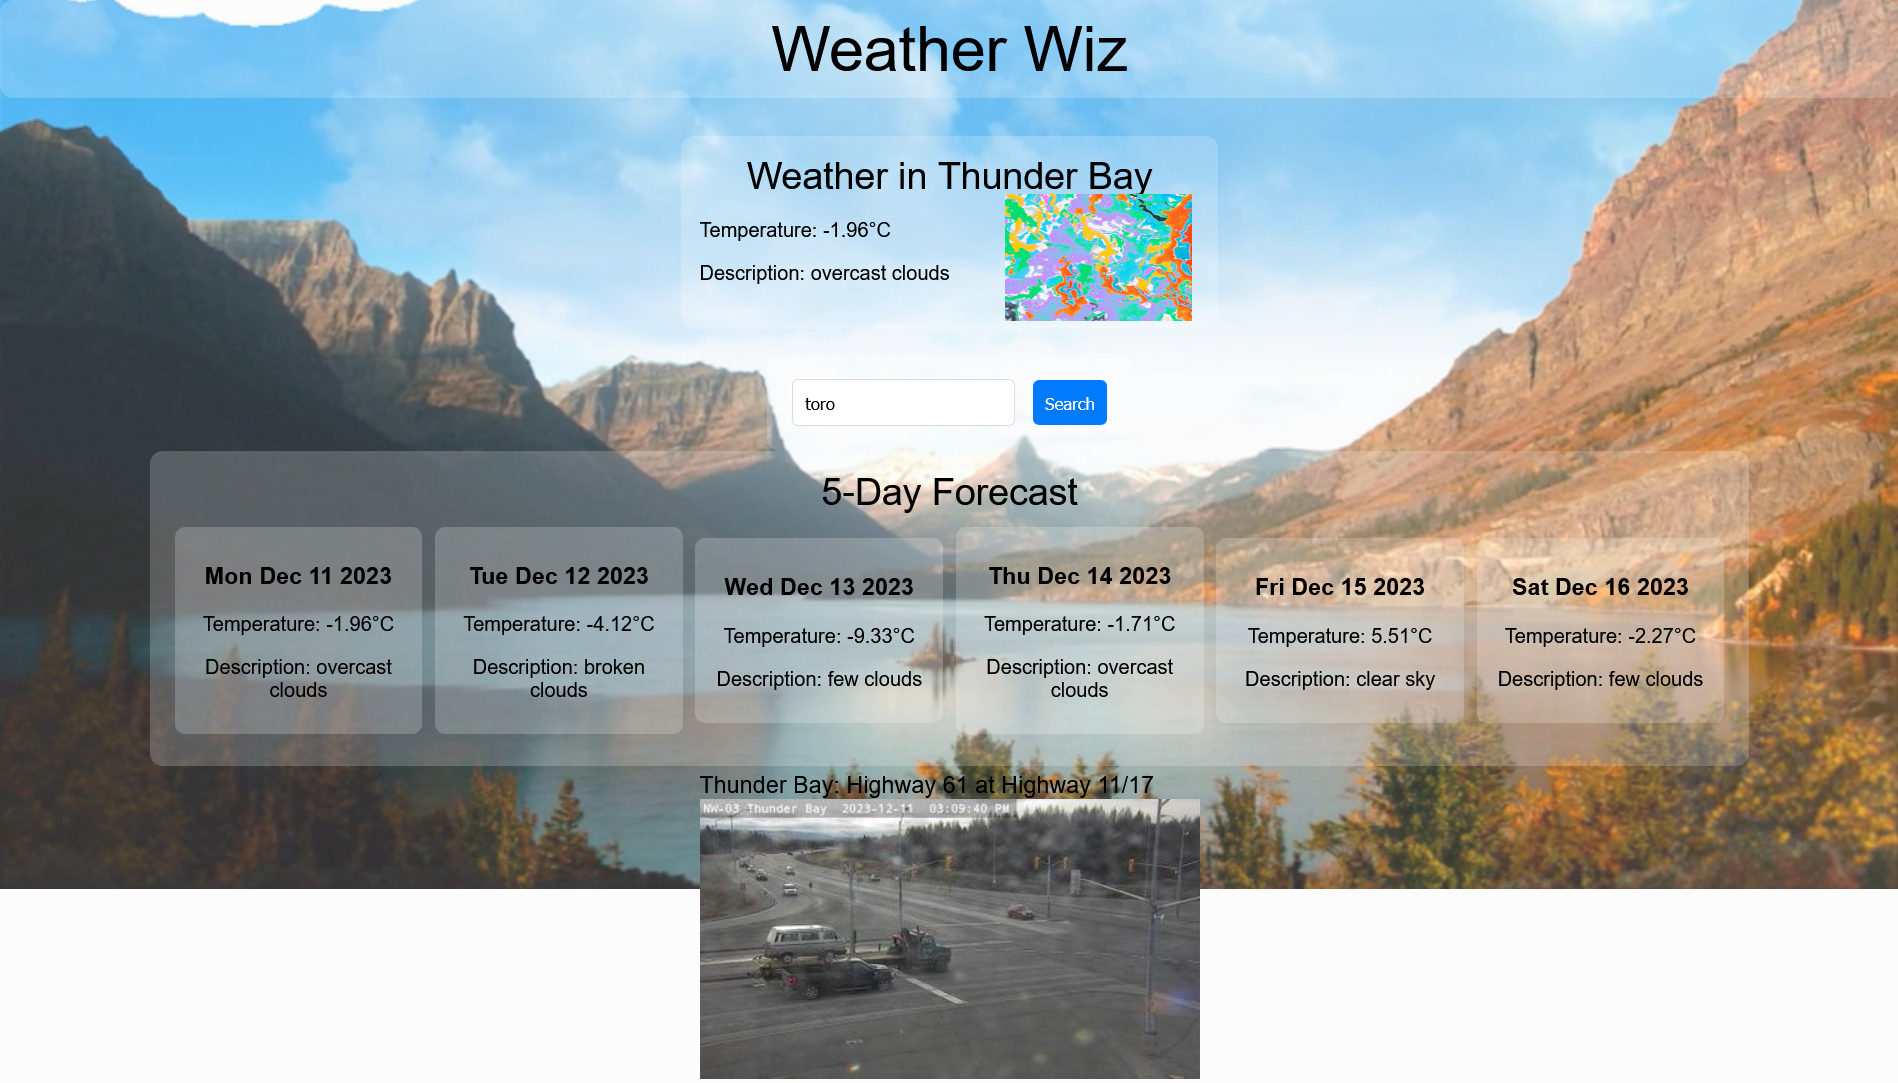 Weather Wiz
Weather in Thunder Bay
Temperature: -1.96°C
Description: overcast clouds
toro
Search
5-Day Forecast
Mon Dec 11 2023
Temperature: -1.96°C
Description: overcast
clouds
Tue Dec 12 2023
Temperature: -4.12°C
Description: broken
clouds
Wed Dec 13 2023
Temperature: -9.33°C
Description: few clouds
Thu Dec 14 2023
Temperature: -1.71°C
Description: overcast
clouds
Fri Dec 15 2023
Temperature: 5.51°C
Description: clear sky
Sat Dec 16 2023
Temperature: -2.27°C
Description: few clouds
Thunder Bay: Highway 61 at Highway 11/17
NW-03 Thunder Bay 2023-12-11 03:09:40 PM